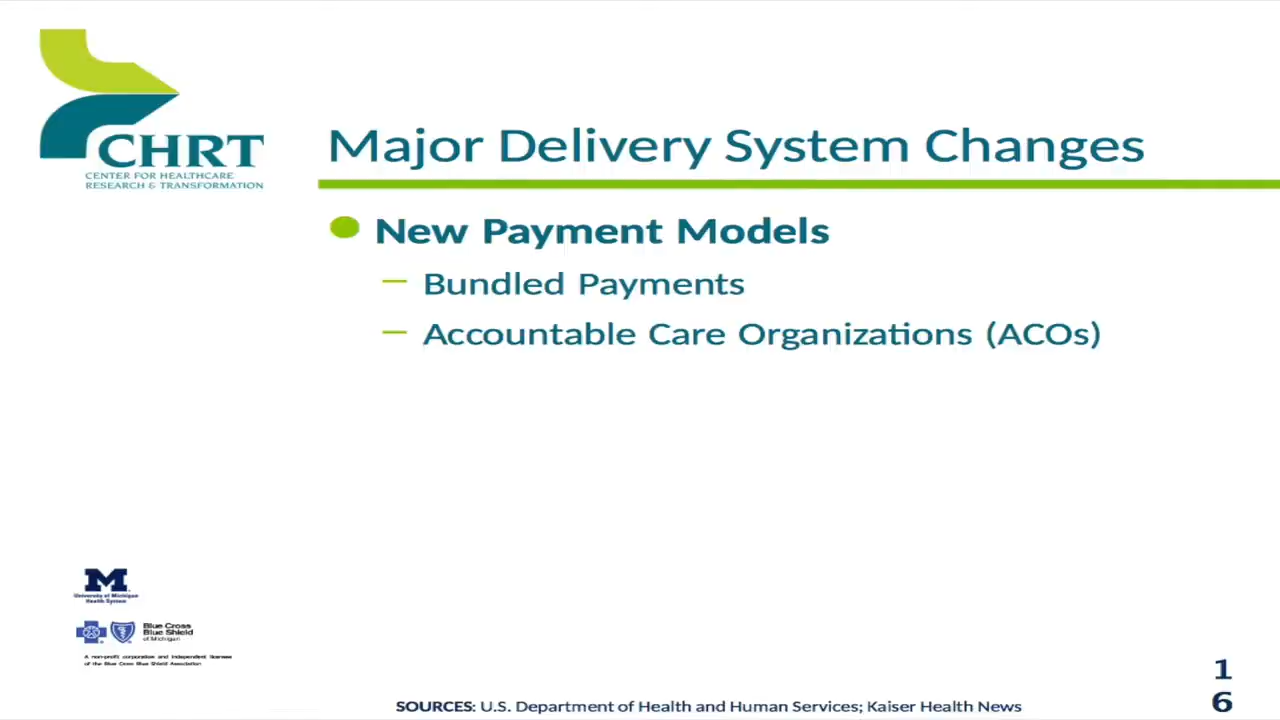 CHRT
CENTER FOR HEALTHCARE
RESEARCH & TRANSFORMATION
Major Delivery System Changes
New Payment Models
– Bundled Payments
– Accountable Care Organizations (ACOs)
M
University of Michigan
Health System
Blue Cross
Blue Shield
of Michigan
A non-profit corporation and independent licensee
of the Blue Cross Blue Shield Association
SOURCES: U.S. Department of Health and Human Services; Kaiser Health News
1
6